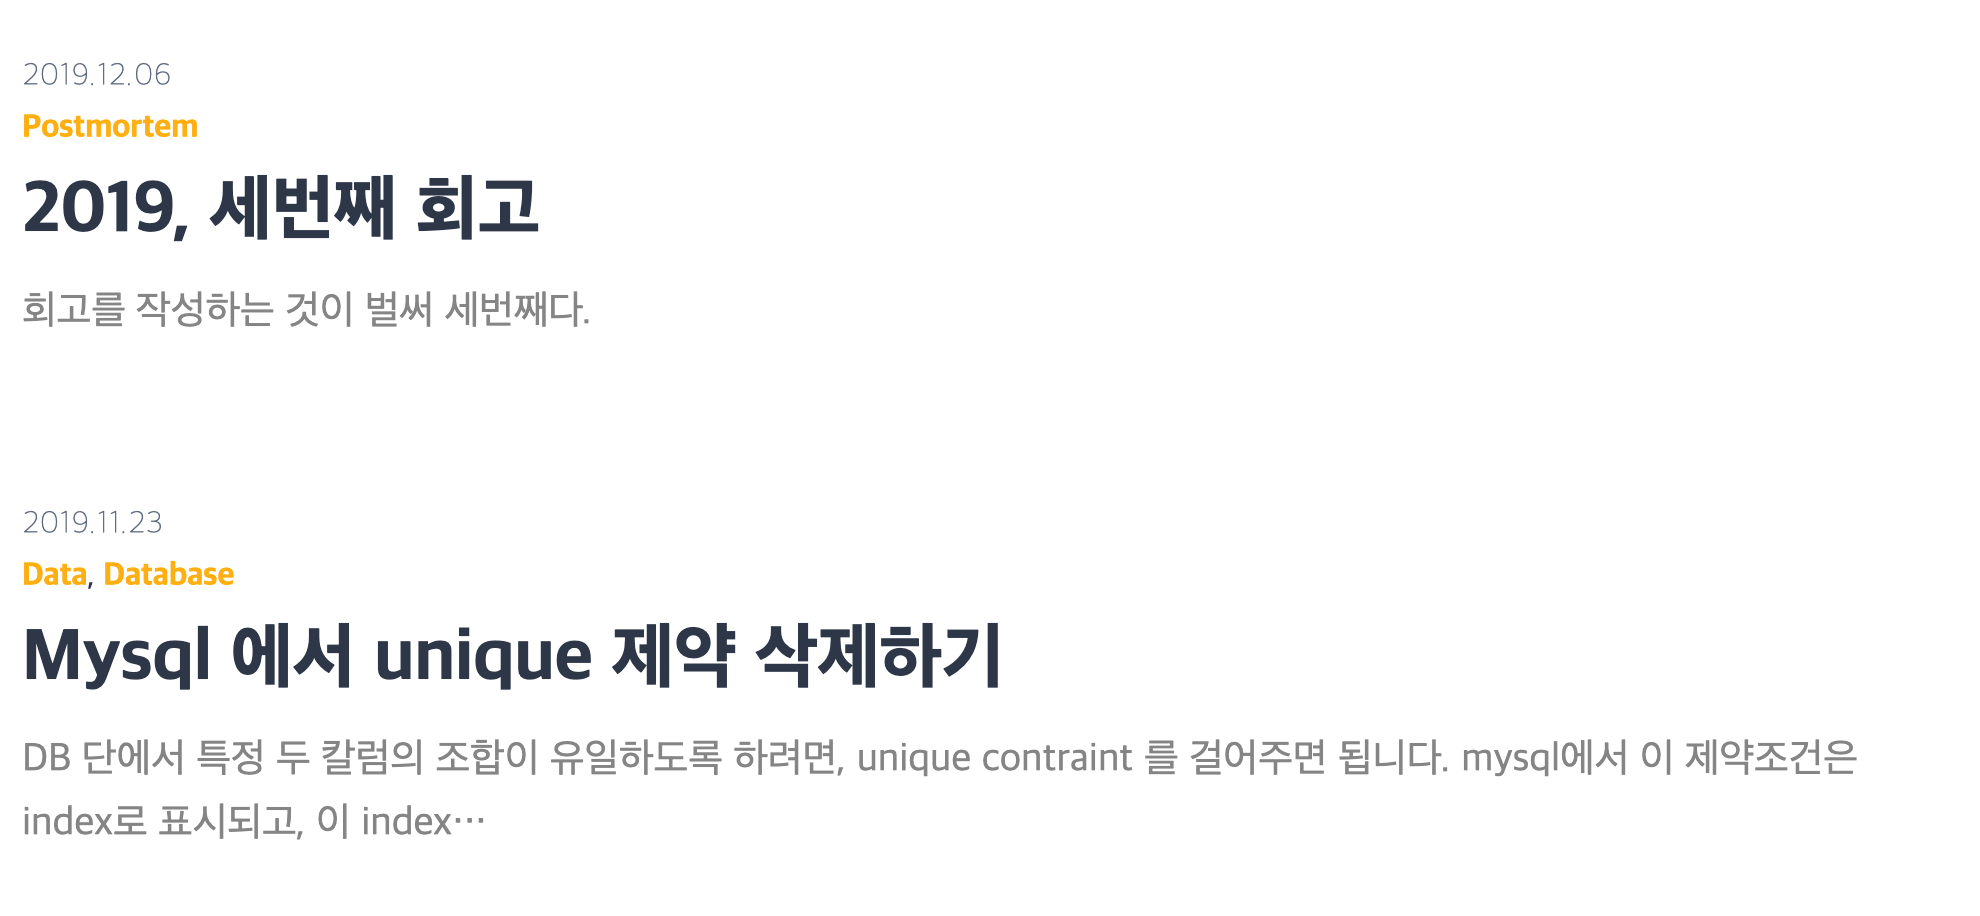 2019.12.06
Postmortem
2019, 세번째 회고
회고를 작성하는 것이 벌써 세번째다.
2019.11.23
Data, Database
Mysql 에서 unique 제약 삭제하기
DB 단에서 특정 두 칼럼의 조합이 유일하도록 하려면, unique contraint 를 걸어주면 됩니다. mysql에서 이 제약조건은
index로 표시되고, 이 index…